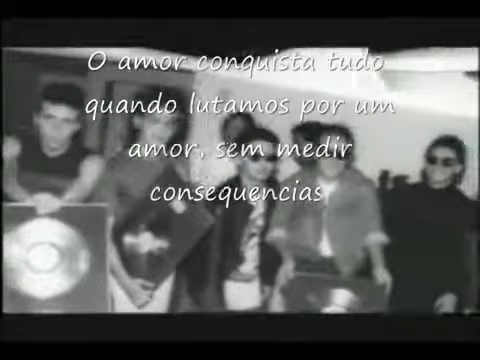 O amor conquista tudo
quando lutamos por um
amor, sem medir
consequencias